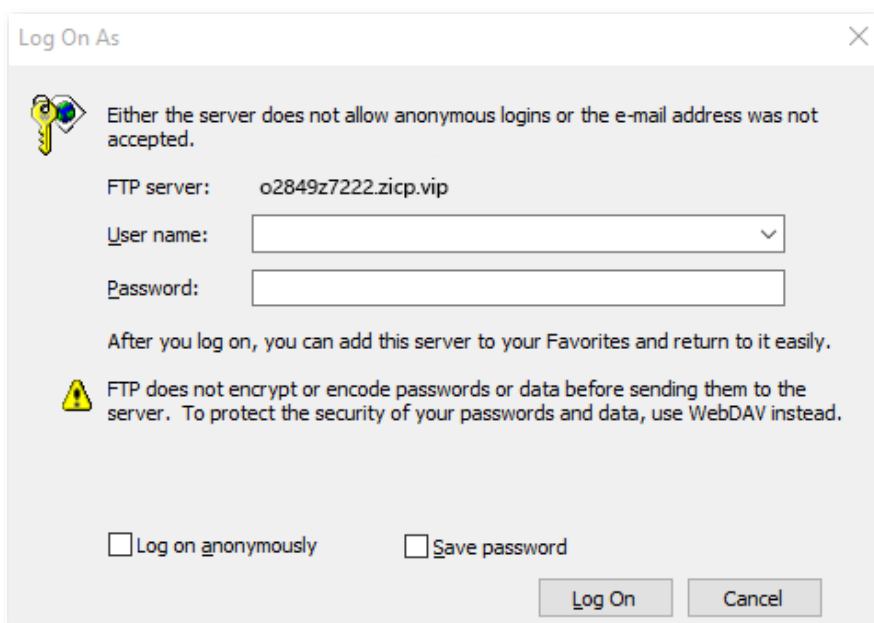 Log On As
Either the server does not allow anonymous logins or the e-mail address was not
accepted.
FTP server: o2849z7222.zicp.vip
User name:
Password:
After you log on, you can add this server to your Favorites and return to it easily.
FTP does not encrypt or encode passwords or data before sending them to the
server. To protect the security of your passwords and data, use WebDAV instead.
Log on anonymously Save password
Log On Cancel